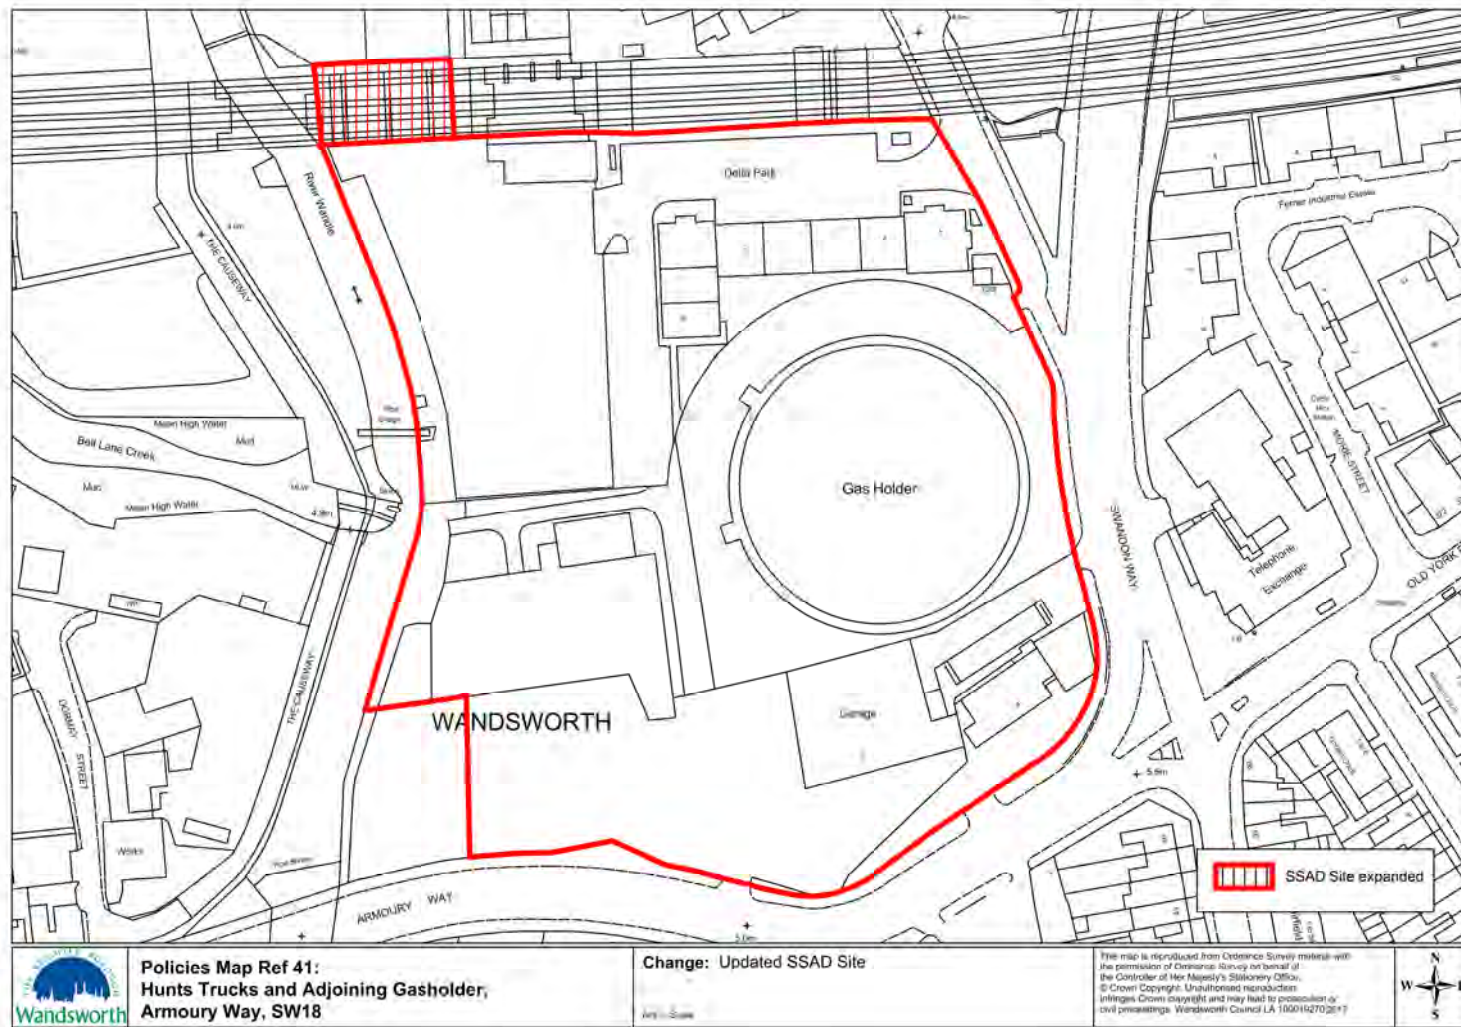 Delta Park
River Wandle
THE CAUSEWAY
Ferrier Industrial Estate
Mean High Water
Bell Lane Creek
Mud
Mud
Mean High Water
Gas Holder
SWANDON WAY
MORIE STREET
Telephone
Exchange
OLD YORK
THE CAUSEWAY
DORMAY STREET
WANDSWORTH
Garage
5.6m
Works
ARMOURY WAY
SSAD Site expanded
Wandsworth
Policies Map Ref 41:
Hunts Trucks and Adjoining Gasholder,
Armoury Way, SW18
Change: Updated SSAD Site
This map is reproduced from Ordnance Survey material with
the permission of Ordnance Survey on behalf of
the Controller of Her Majesty's Stationery Office.
© Crown Copyright. Unauthorised reproduction
infringes Crown copyright and may lead to prosecution or
civil proceedings. Wandsworth Council LA
N
W
E
S